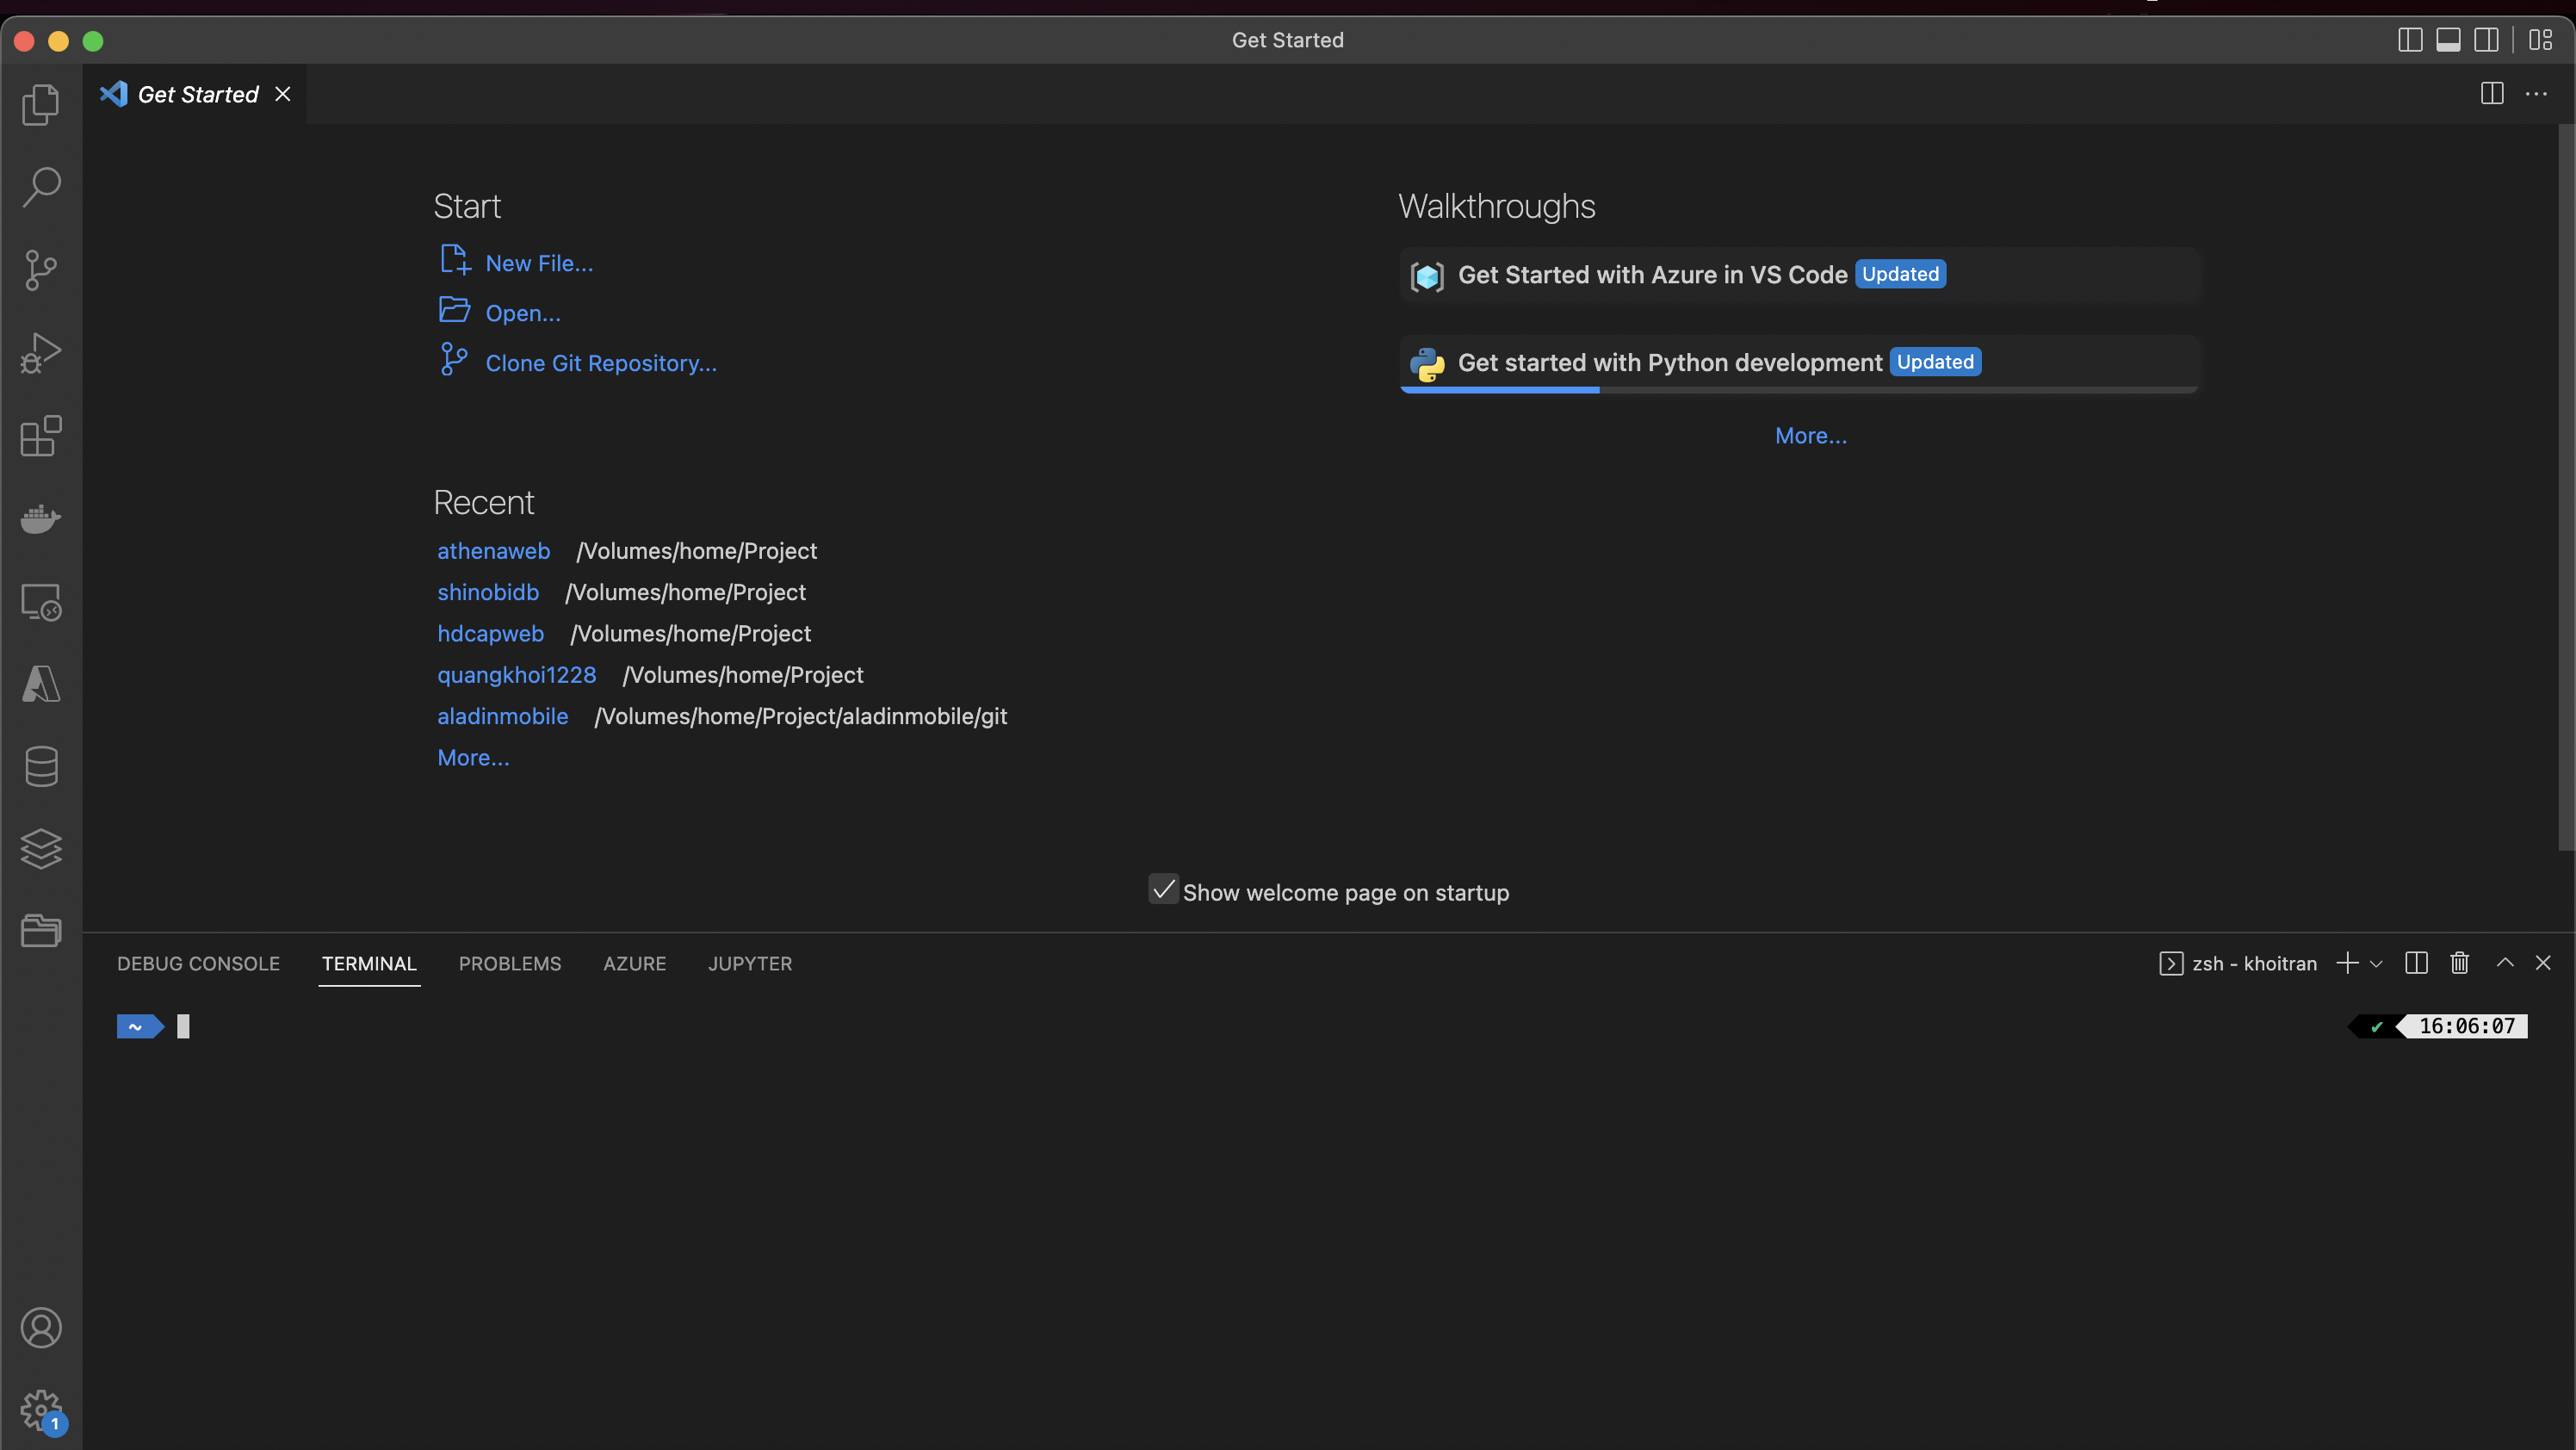 Get Started
Get Started
Start
New File...
Open...
Clone Git Repository...
Recent
athenaweb /Volumes/home/Project
shinobidb /Volumes/home/Project
hdcapweb /Volumes/home/Project
quangkhoi1228 /Volumes/home/Project
aladinmobile /Volumes/home/Project/aladinmobile/git
More...
Walkthroughs
Get Started with Azure in VS Code Updated
Get started with Python development Updated
More...
Show welcome page on startup
DEBUG CONSOLE TERMINAL PROBLEMS AZURE JUPYTER zsh - khoitran
~ ✔ 16:06:07
1